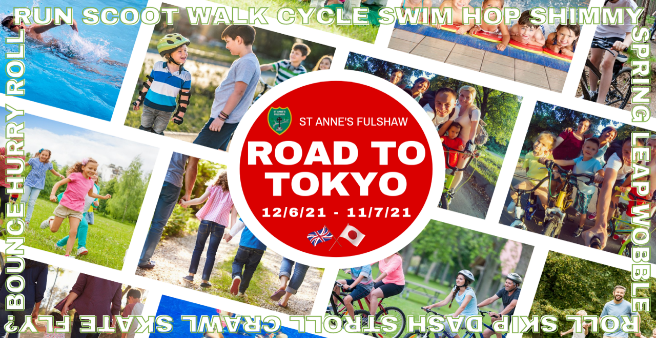 RUN SCOOT WALK CYCLE SWIM HOP SHIMMY
SPRING LEAP WOBBLE
ROLL SKIP DASH STROLL CRAWL SKATE FLY?
BOUNCE HURRY ROLL
ST ANNE'S FULSHAW
ROAD TO
TOKYO
12/6/21 - 11/7/21